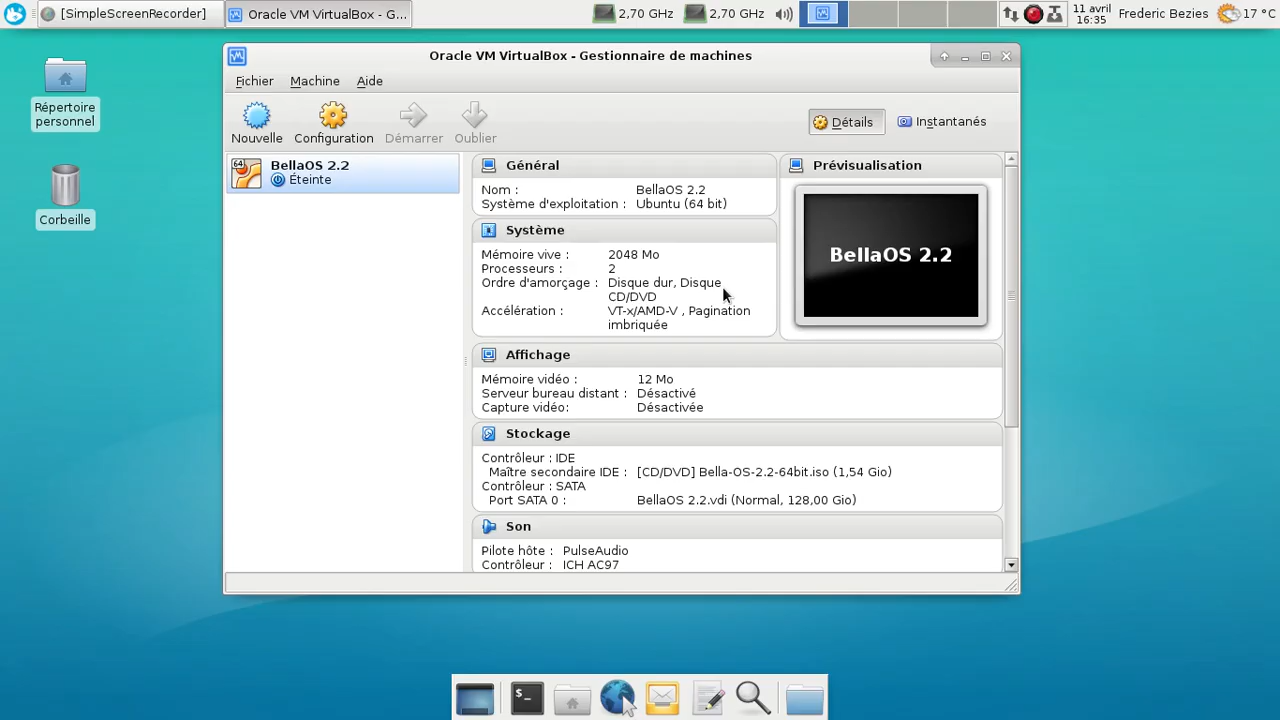 [SimpleScreenRecorder]
Oracle VM VirtualBox - G...
2,70 GHz
2,70 GHz
11 avril
16:35
Frederic Bezies
17 °C
Répertoire
personnel
Corbeille
Oracle VM VirtualBox - Gestionnaire de machines
Fichier
Machine
Aide
Nouvelle
Configuration
Démarrer
Oublier
Détails
Instantanés
64
BellaOS 2.2
Éteinte
Général
Nom : BellaOS 2.2
Système d'exploitation : Ubuntu (64 bit)
Système
Mémoire vive : 2048 Mo
Processeurs : 2
Ordre d'amorçage : Disque dur, Disque
CD/DVD
Accélération : VT-x/AMD-V , Pagination
imbriquée
Prévisualisation
BellaOS 2.2
Affichage
Mémoire vidéo : 12 Mo
Serveur bureau distant : Désactivé
Capture vidéo: Désactivée
Stockage
Contrôleur : IDE
Maître secondaire IDE : [CD/DVD] Bella-OS-2.2-64bit.iso (1,54 Gio)
Contrôleur : SATA
Port SATA 0 : BellaOS 2.2.vdi (Normal, 128,00 Gio)
Son
Pilote hôte : PulseAudio
Contrôleur : ICH AC97